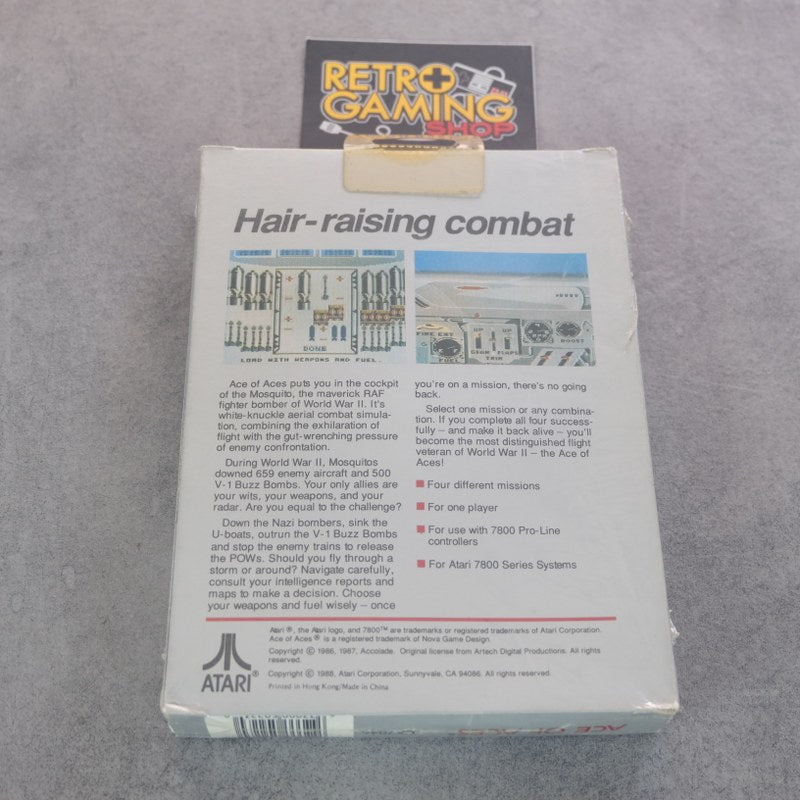 RETRO
GAMING
SHOP
Hair-raising combat
BONE
LOAD WITH WEAPONS AND FUEL.
UP UP
GEAR FLAPS
TRIM
FUEL
BOOST
Ace of Aces puts you in the cockpit
of the Mosquito, the maverick RAF
fighter bomber of World War II. It's
white-knuckle aerial combat simula-
tion, combining the exhilaration of
flight with the gut-wrenching pressure
of enemy confrontation.
During World War II, Mosquitos
downed 659 enemy aircraft and 500
V-1 Buzz Bombs. Your only allies are
your wits, your weapons, and your
radar. Are you equal to the challenge?
Down the Nazi bombers, sink the
U-boats, outrun the V-1 Buzz Bombs
and stop the enemy trains to release
the POWs. Should you fly through a
storm or around? Navigate carefully,
consult your intelligence reports and
maps to make a decision. Choose
your weapons and fuel wisely – once
you're on a mission, there's no going
back.
Select one mission or any combina-
tion. If you complete all four success-
fully – and make it back alive – you'll
become the most distinguished flight
veteran of World War II – the Ace of
Aces!
Four different missions
For one player
For use with 7800 Pro-Line
controllers
For Atari 7800 Series Systems
Atari ®, the Atari logo, and 7800™ are trademarks or registered trademarks of Atari Corporation.
Ace of Aces ® is a registered trademark of Nova Game Design.
Copyright © 1986, 1987, Accolade. Original license from Artech Digital Productions. All rights
reserved.
Copyright © 1988, Atari Corporation, Sunnyvale, CA 94086. All rights reserved.
Printed in Hong Kong/Made in China
ATARI®
ACE OF ACES